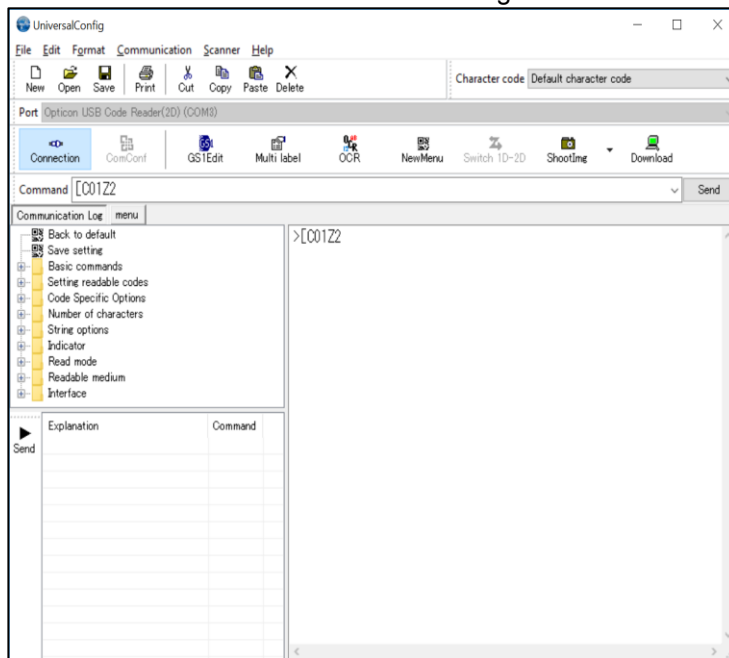 UniversalConfig
File Edit Format Communication Scanner Help
New Open Save Print Cut Copy Paste Delete Character code Default character code
Port Opticon USB Code Reader(2D) (COM8)
Connection ComConf GS1Edit Multi label OCR NewMenu Switch 1D-2D ShootImg Download
Command [C01Z2 Send
Communication Log menu
Back to default
Save setting
Basic commands
Setting readable codes
Code Specific Options
Number of characters
String options
Indicator
Read mode
Readable medium
Interface
>[C01Z2
Send
Explanation Command